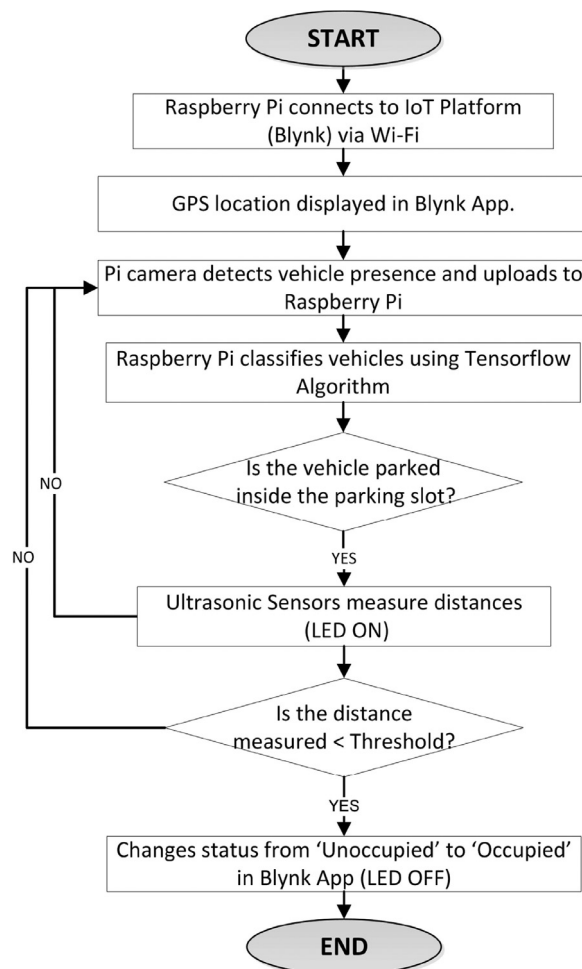 START
Raspberry Pi connects to IoT Platform
(Blynk) via Wi-Fi
GPS location displayed in Blynk App.
Pi camera detects vehicle presence and uploads to
Raspberry Pi
Raspberry Pi classifies vehicles using Tensorflow
Algorithm
Is the vehicle parked
inside the parking slot?
NO
NO
YES
Ultrasonic Sensors measure distances
(LED ON)
Is the distance
measured < Threshold?
YES
Changes status from ‘Unoccupied’ to ‘Occupied’
in Blynk App (LED OFF)
END